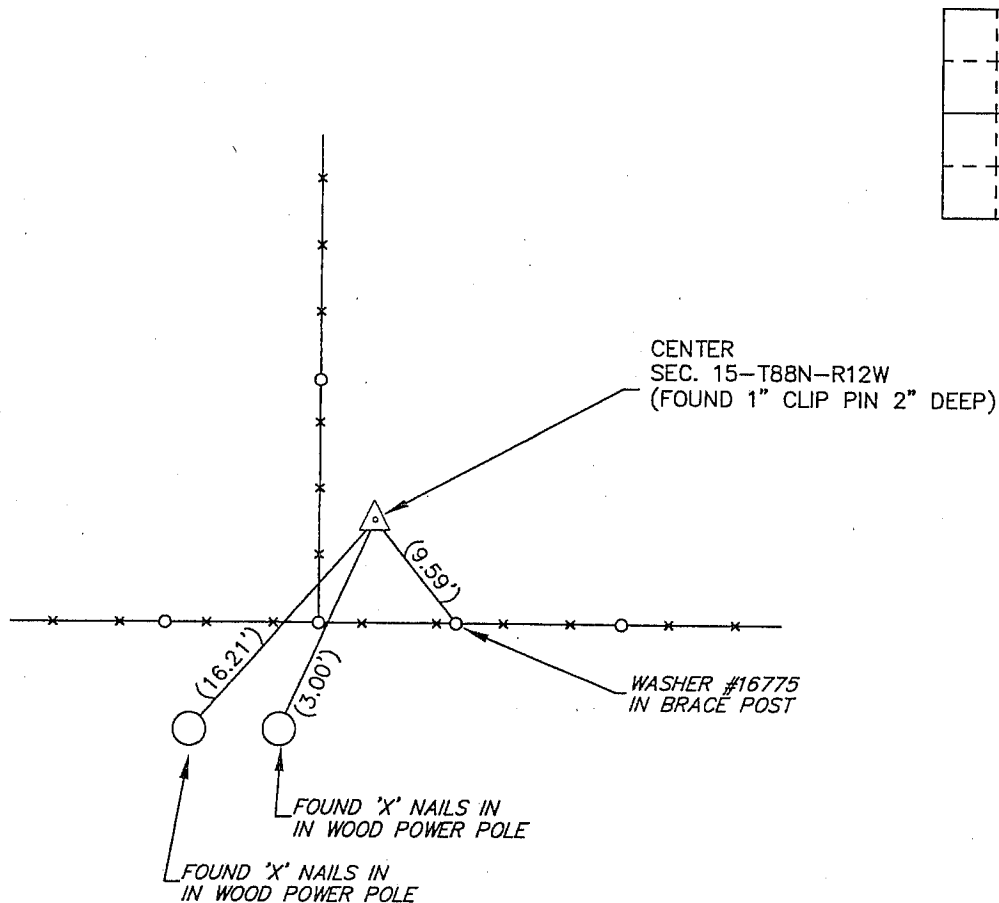 CENTER
SEC. 15-T88N-R12W
(FOUND 1" CLIP PIN 2" DEEP)
(9.59')
(16.21')
(3.00')
WASHER #16775
IN BRACE POST
FOUND 'X' NAILS IN
IN WOOD POWER POLE
FOUND 'X' NAILS IN
IN WOOD POWER POLE